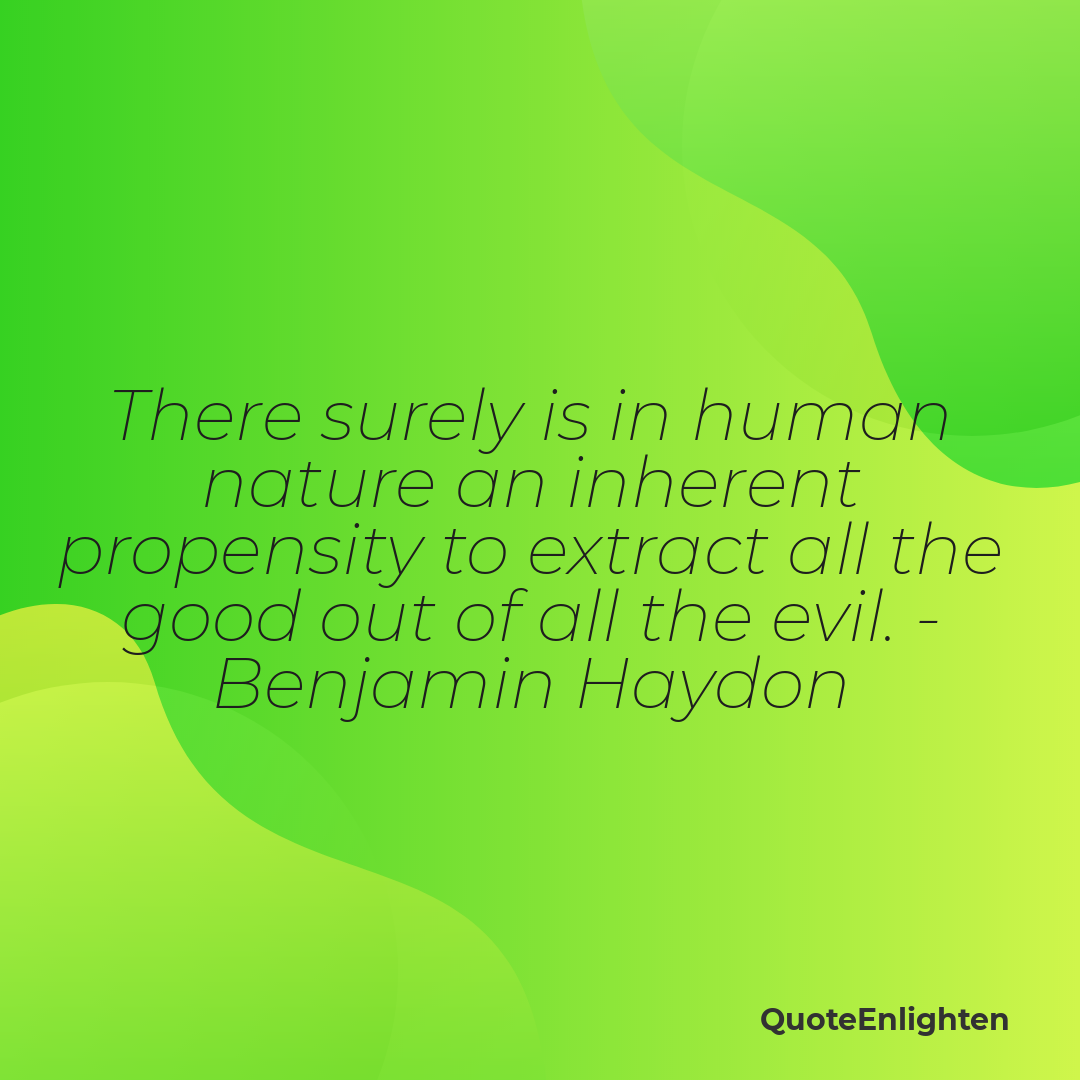 There surely is in human
nature an inherent
propensity to extract all the
good out of all the evil. -
Benjamin Haydon
QuoteEnlighten